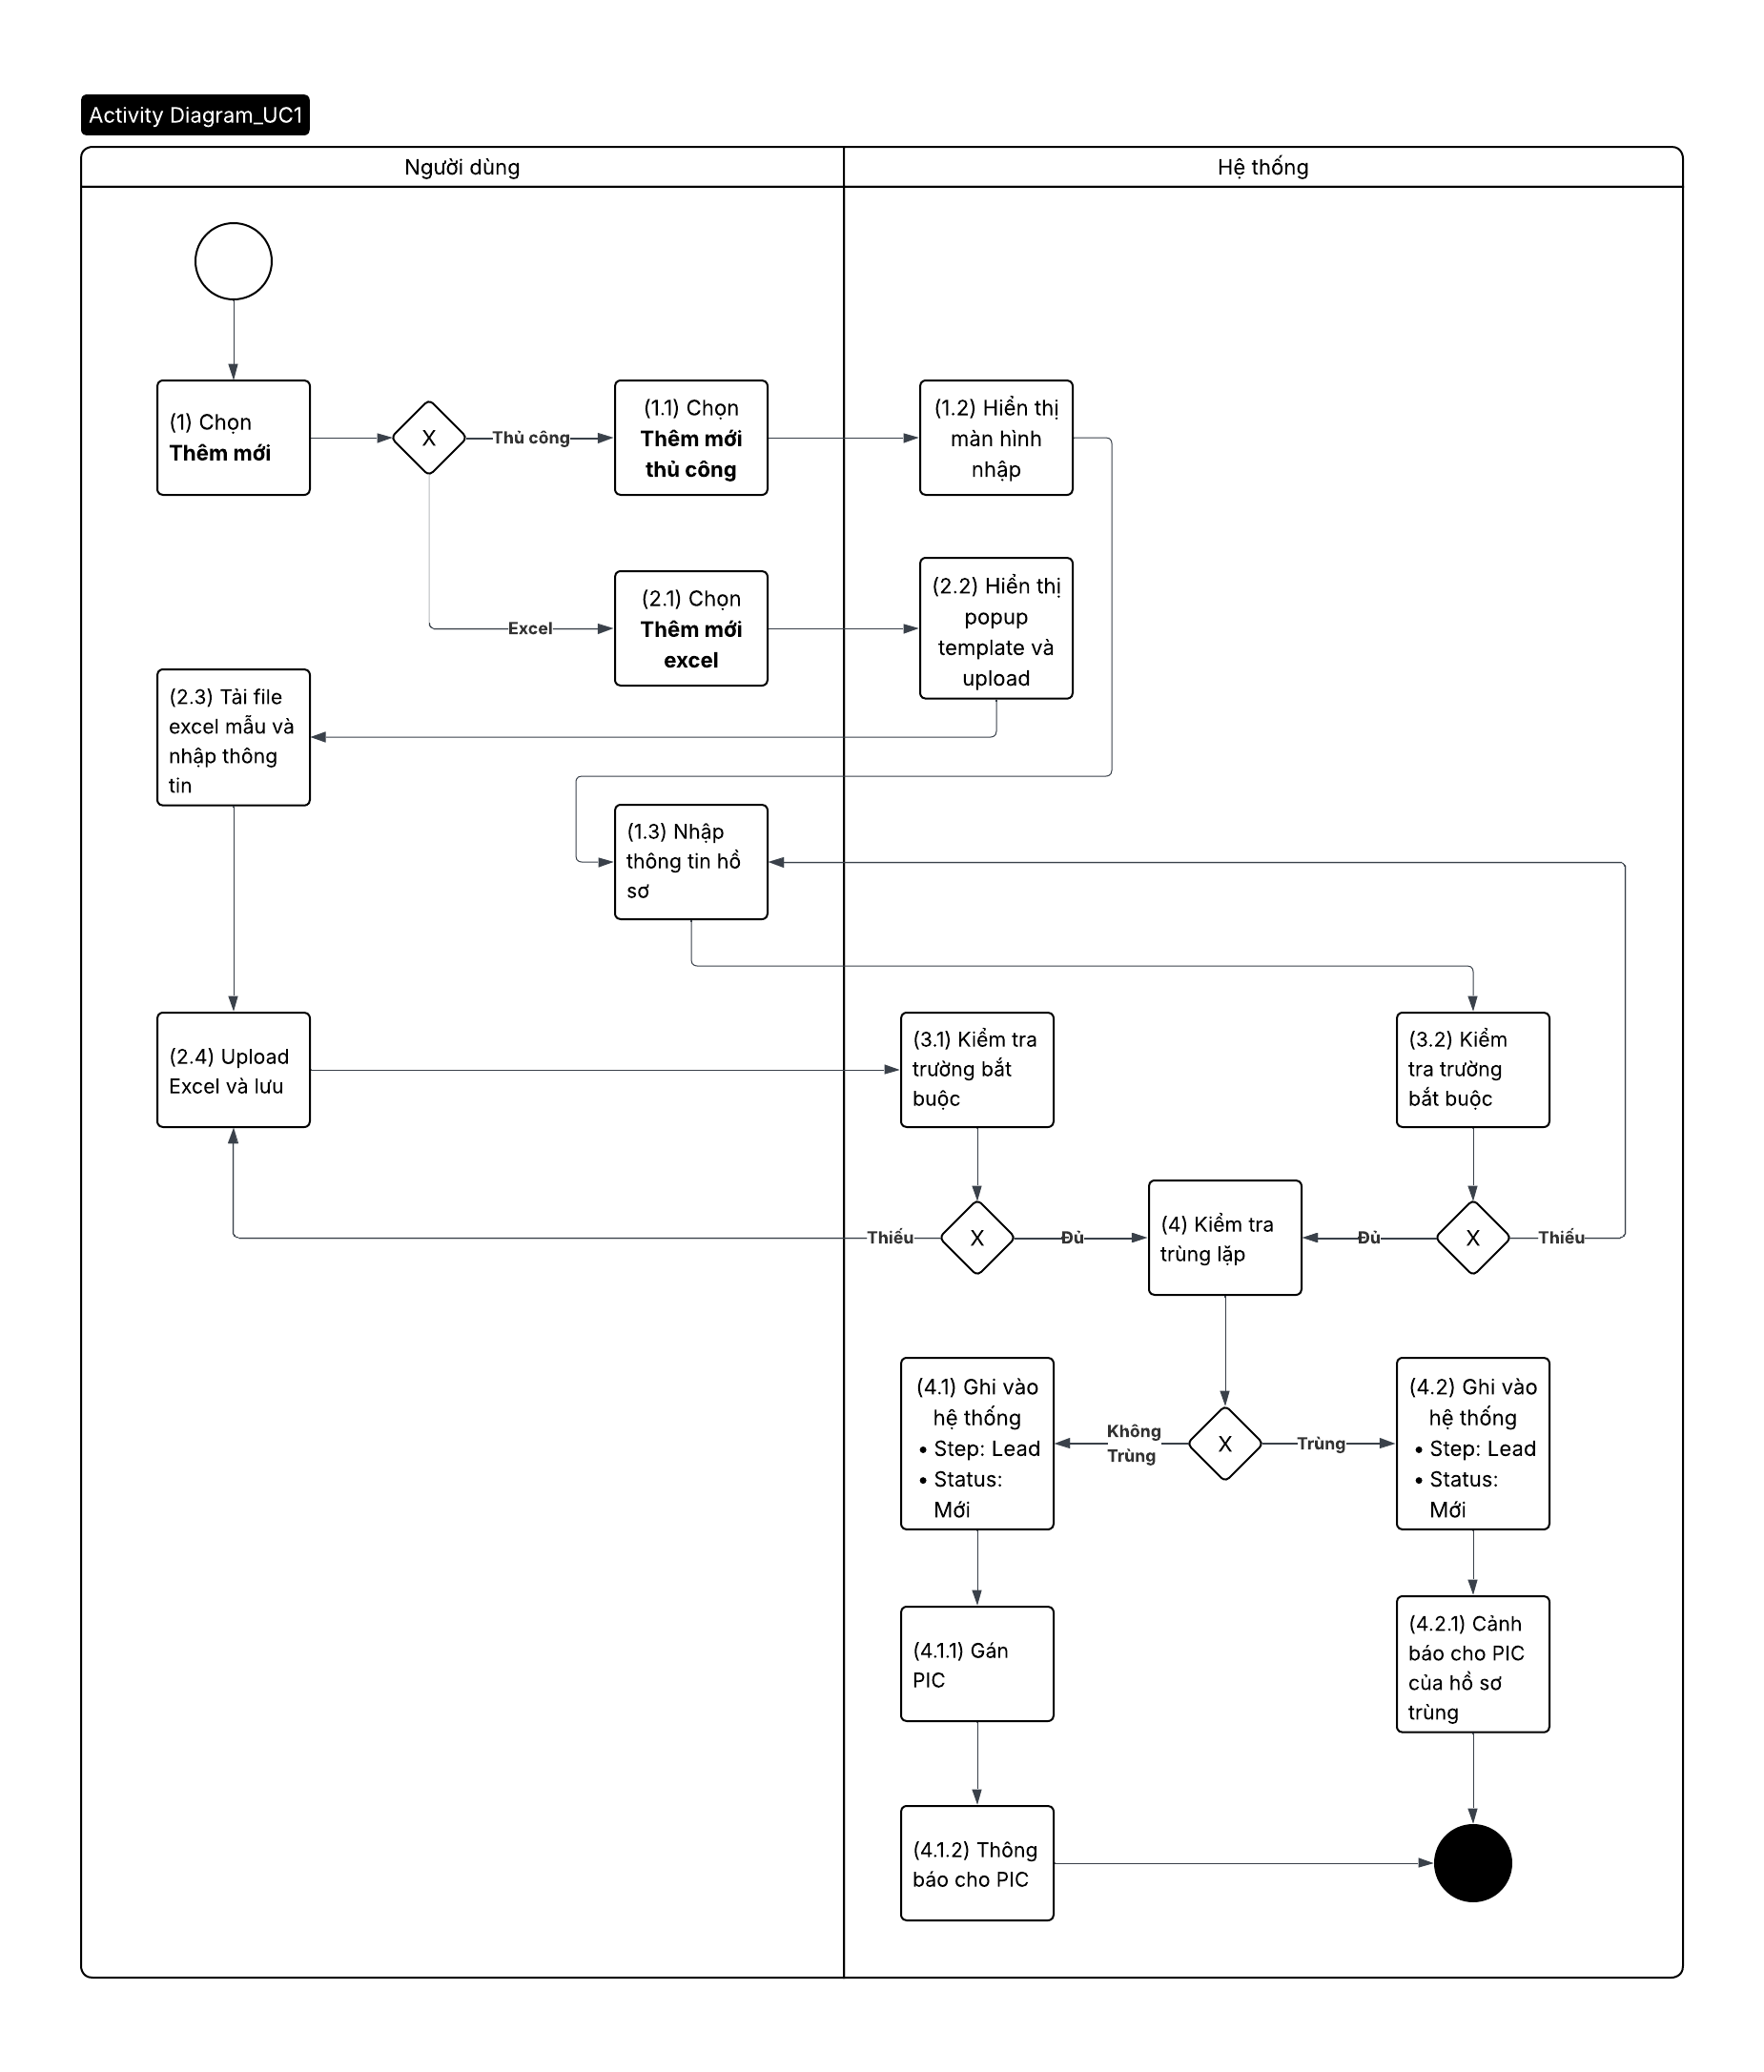 Activity Diagram_UC1
Người dùng
Hệ thống
(1) Chọn
Thêm mới
X
Thủ công
(1.1) Chọn
Thêm mới
thủ công
(1.2) Hiển thị
màn hình
nhập
Excel
(2.1) Chọn
Thêm mới
excel
(2.2) Hiển thị
popup
template và
upload
(2.3) Tải file
excel mẫu và
nhập thông
tin
(1.3) Nhập
thông tin hồ
sơ
(2.4) Upload
Excel và lưu
(3.1) Kiểm tra
trường bắt
buộc
(3.2) Kiểm
tra trường
bắt buộc
Thiếu
X
Đủ
(4) Kiểm tra
trùng lặp
Đủ
X
Thiếu
(4.1) Ghi vào
hệ thống
• Step: Lead
• Status:
Mới
Không
Trùng
X
Trùng
(4.2) Ghi vào
hệ thống
• Step: Lead
• Status:
Mới
(4.1.1) Gán
PIC
(4.2.1) Cảnh
báo cho PIC
của hồ sơ
trùng
(4.1.2) Thông
báo cho PIC